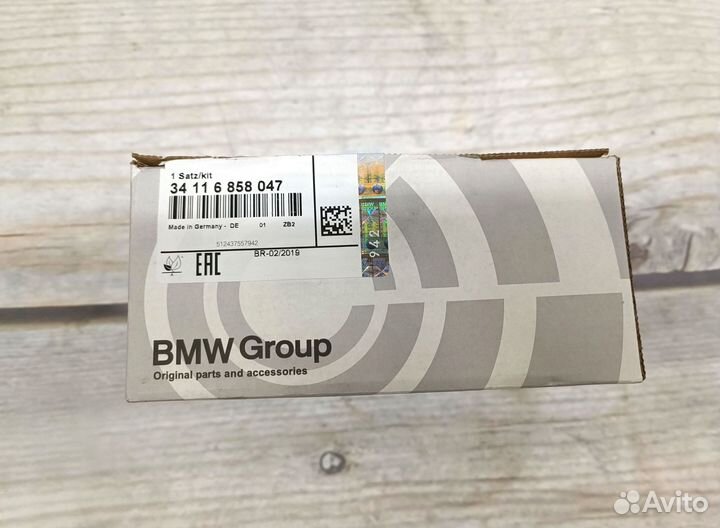 1 Satz/kit
34 11 6 858 047
Made in Germany - DE 01 ZB2
512437557942
EAC BR-02/2019
942
BMW Group
Original parts and accessories
Avito